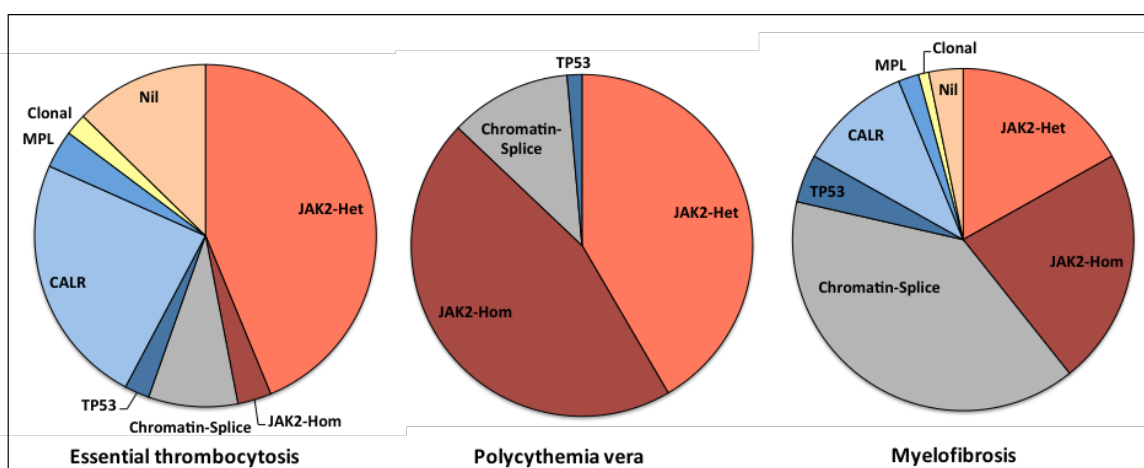 Nil
Clonal
MPL
JAK2-Het
CALR
TP53
Chromatin-Splice
JAK2-Hom
Essential thrombocytosis
TP53
Chromatin-
Splice
JAK2-Het
JAK2-Hom
Polycythemia vera
Clonal
MPL
Nil
JAK2-Het
CALR
TP53
JAK2-Hom
Chromatin-Splice
Myelofibrosis